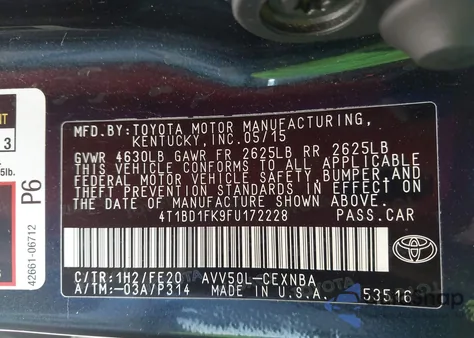 MFD.BY: TOYOTA MOTOR MANUFACTURING,
KENTUCKY, INC. 05/15
GVWR 4630LB GAWR FR 2625LB RR 2625LB
THIS VEHICLE CONFORMS TO ALL APPLICABLE
FEDERAL MOTOR VEHICLE SAFETY, BUMPER, AND
THEFT PREVENTION STANDARDS IN EFFECT ON
THE DATE OF MANUFACTURE SHOWN ABOVE.
4T1BD1FK9FU172228 PASS.CAR
C/TR:1H2/FE20 AVV50L-CEXNBA
A/TM:-03A/P314 MADE IN U.S.A. 53516
TOYOTA
P6
42661-06712
3
5lb.